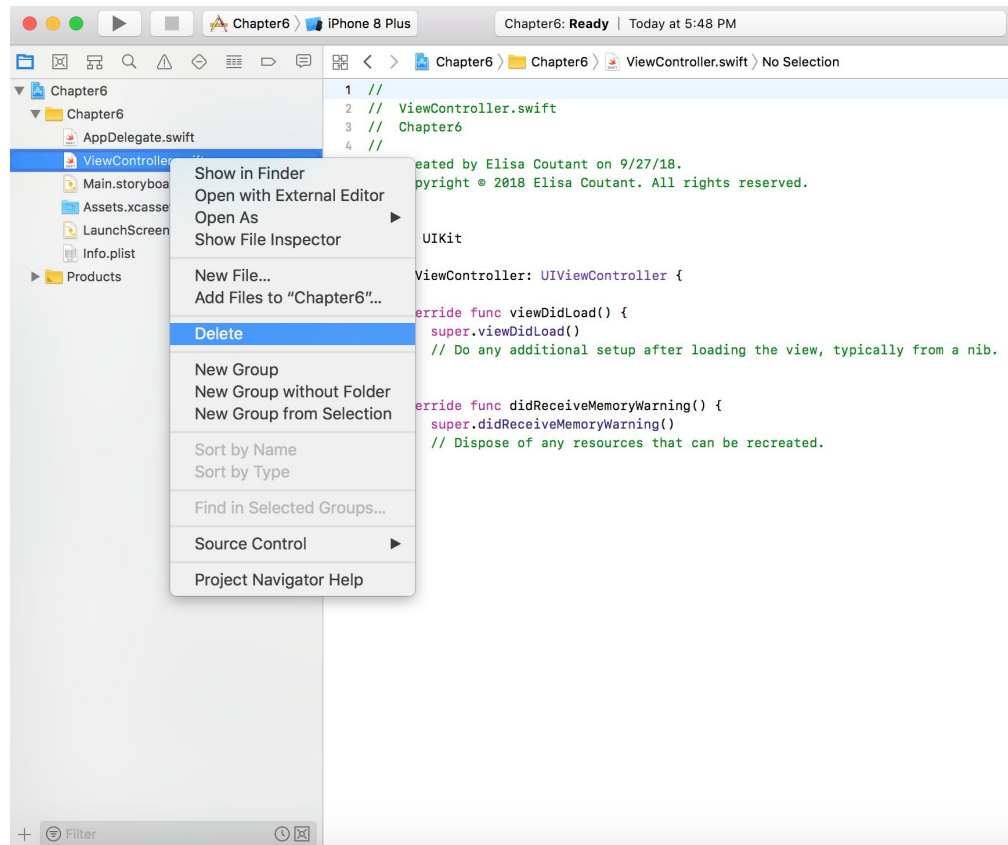 Chapter6 〉 iPhone 8 Plus
Chapter6: Ready | Today at 5:48 PM
Chapter6 〉 Chapter6 〉 ViewController.swift 〉 No Selection
Chapter6
Chapter6
AppDelegate.swift
ViewController
Main.storyboa
Assets.xcasse
LaunchScreen
Info.plist
Products
+ Filter
Show in Finder
Open with External Editor
Open As
Show File Inspector
New File...
Add Files to “Chapter6”...
Delete
New Group
New Group without Folder
New Group from Selection
Sort by Name
Sort by Type
Find in Selected Groups...
Source Control
Project Navigator Help
1 //
2 // ViewController.swift
3 // Chapter6
4 //
eated by Elisa Coutant on 9/27/18.
pyright © 2018 Elisa Coutant. All rights reserved.
UIKit
ViewController: UIViewController {
erride func viewDidLoad() {
super.viewDidLoad()
// Do any additional setup after loading the view, typically from a nib.
erride func didReceiveMemoryWarning() {
super.didReceiveMemoryWarning()
// Dispose of any resources that can be recreated.